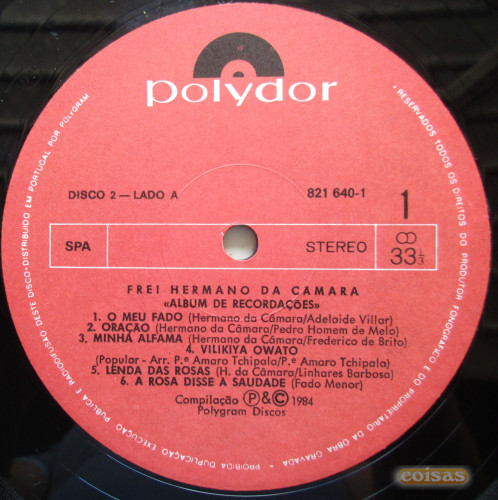 polydor
DISCO 2 — LADO A
821 640-1
1
SPA
STEREO
33 1/3
FREI HERMANO DA CAMARA
«ALBUM DE RECORDAÇÕES»
1. O MEU FADO (Hermano da Câmara/Adelaide Villar)
2. ORAÇÃO (Hermano da Câmara/Pedro Homem de Melo)
3. MINHA ALFAMA (Hermano da Câmara/Frederico de Brito)
4. VILIKIYA OWATO
(Popular - Arr. P.e Amaro Tchipala/P.e Amaro Tchipala)
5. LENDA DAS ROSAS (H. da Câmara/Linhares Barbosa)
6. A ROSA DISSE À SAUDADE (Fado Menor)
Compilação Ⓟ&© 1984
Polygram Discos
• RESERVADOS TODOS OS DIREITOS DO PRODUTOR FONOGRÁFICO E DO PROPRIETÁRIO DA OBRA GRAVADA • PROIBIDA DUPLICAÇÃO EXECUÇÃO PÚBLICA E RADIODIFUSÃO DESTE DISCO • DISTRIBUIDO EM PORTUGAL POR POLYGRAM
coisas